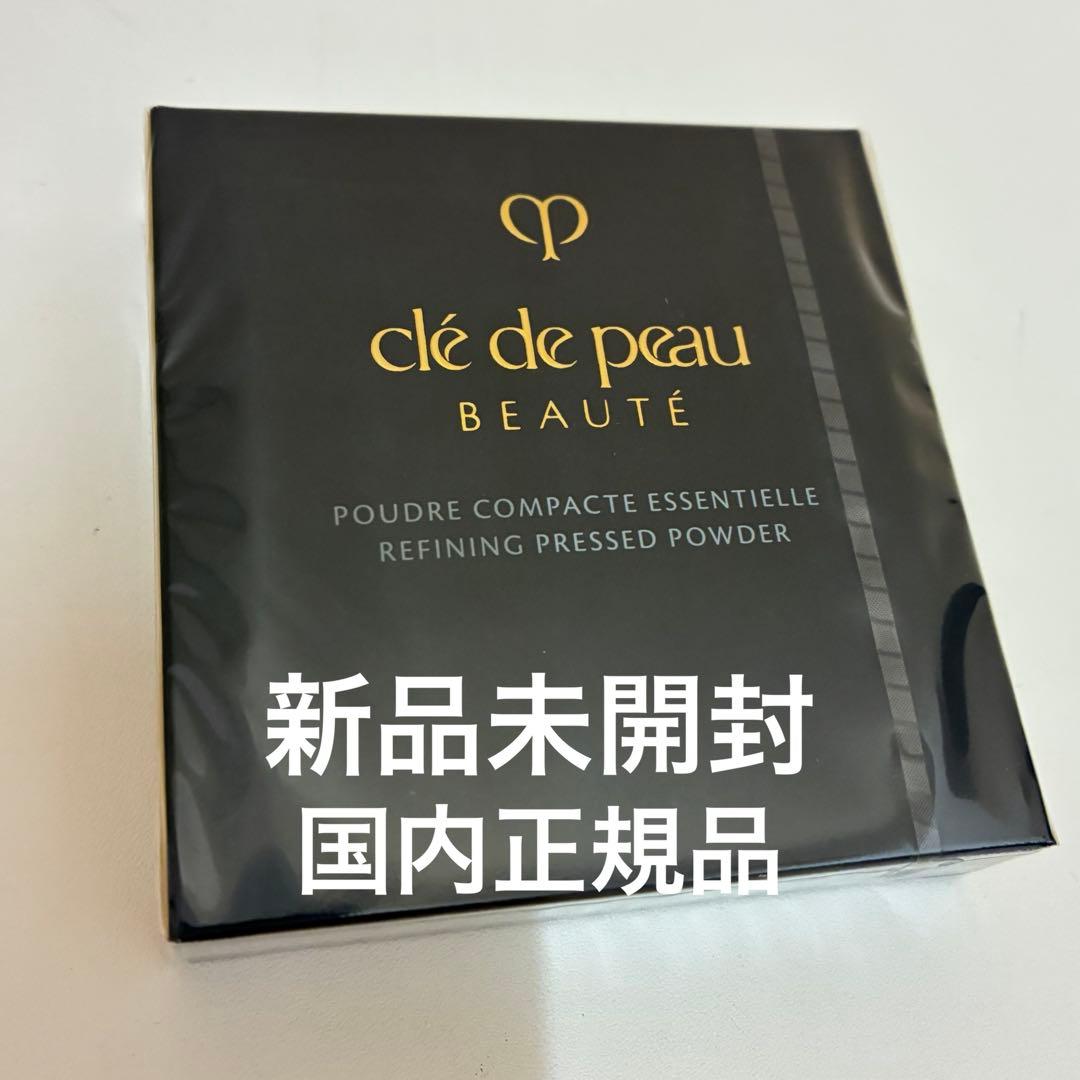 clé de peau
BEAUTÉ
POUDRE COMPACTE ESSENTIELLE
REFINING PRESSED POWDER
新品未開封
国内正規品